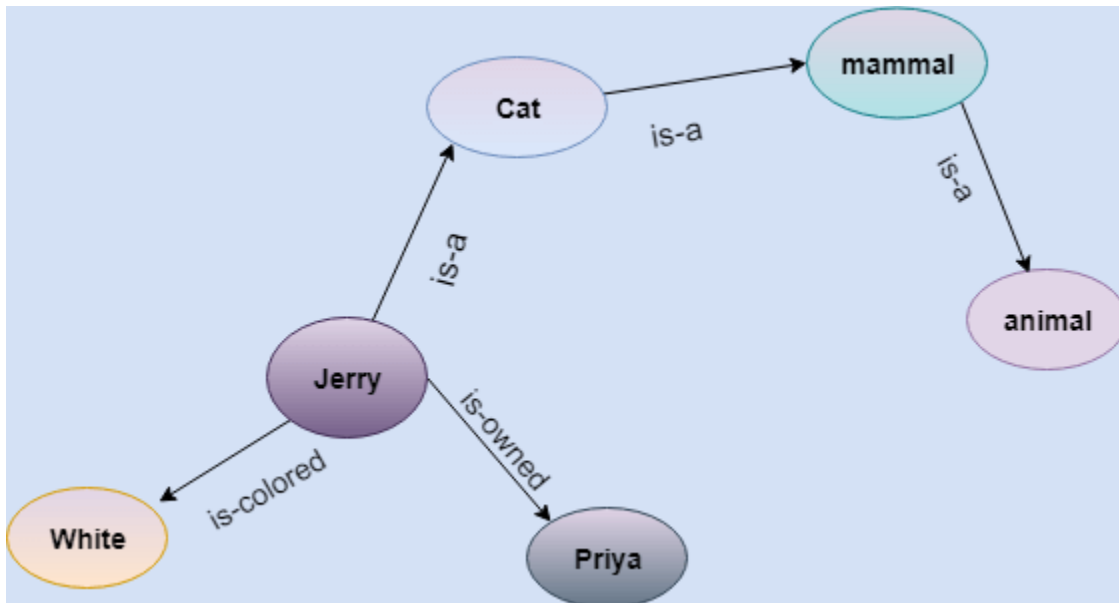 mammal
Cat
is-a
is-a
is-a
animal
Jerry
is-owned
is-colored
White
Priya